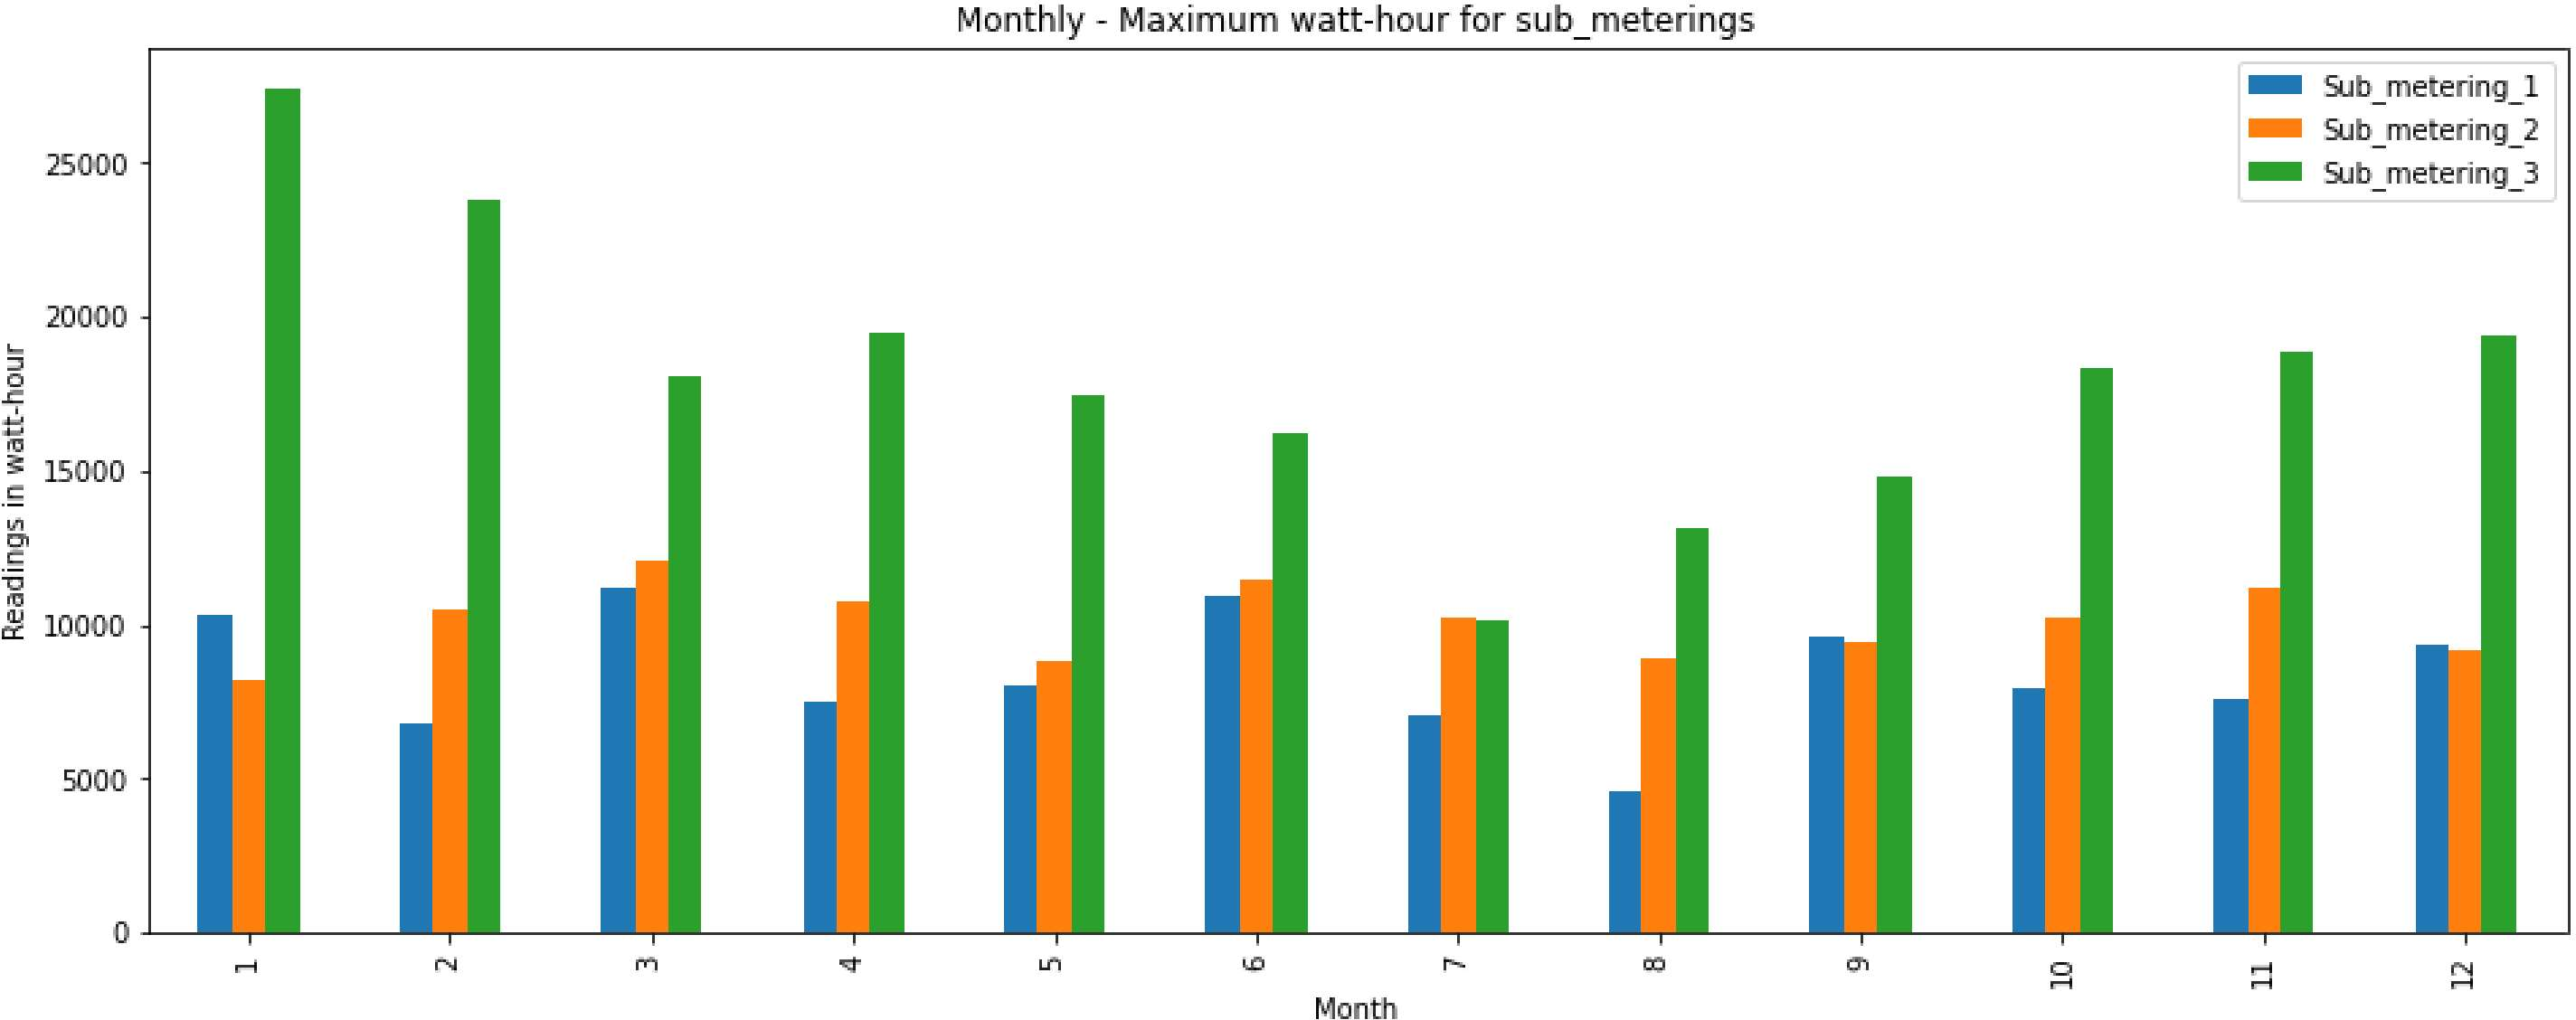 Monthly - Maximum watt-hour for sub_meterings
Sub_metering_1
Sub_metering_2
Sub_metering_3
Readings in watt-hour
25000
20000
15000
10000
5000
0
1 2 3 4 5 6 7 8 9 10 11 12
Month